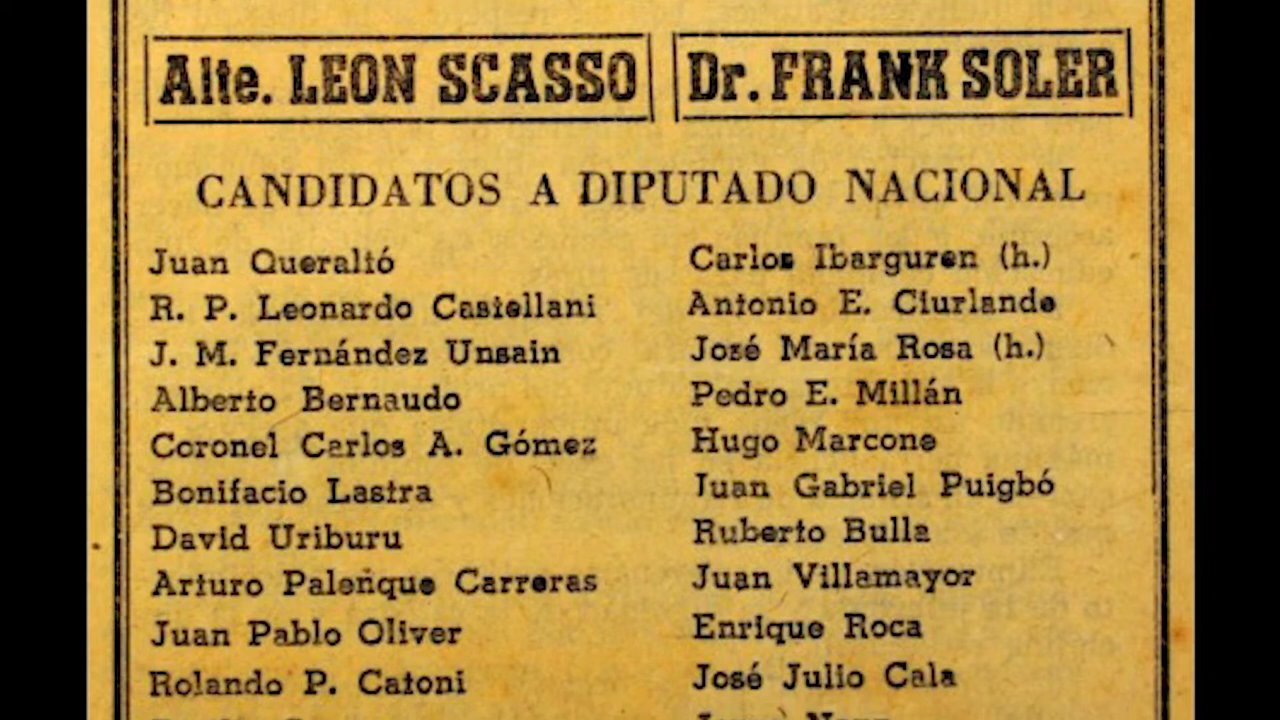 Alte. LEON SCASSO
Dr. FRANK SOLER
CANDIDATOS A DIPUTADO NACIONAL
Juan Queraltó
R. P. Leonardo Castellani
J. M. Fernández Unsain
Alberto Bernaudo
Coronel Carlos A. Gómez
Bonifacio Lastra
David Uriburu
Arturo Palenque Carreras
Juan Pablo Oliver
Rolando P. Catoni
Carlos Ibarguren (h.)
Antonio E. Ciurlande
José María Rosa (h.)
Pedro E. Millán
Hugo Marcone
Juan Gabriel Puigbó
Ruberto Bulla
Juan Villamayor
Enrique Roca
José Julio Cala